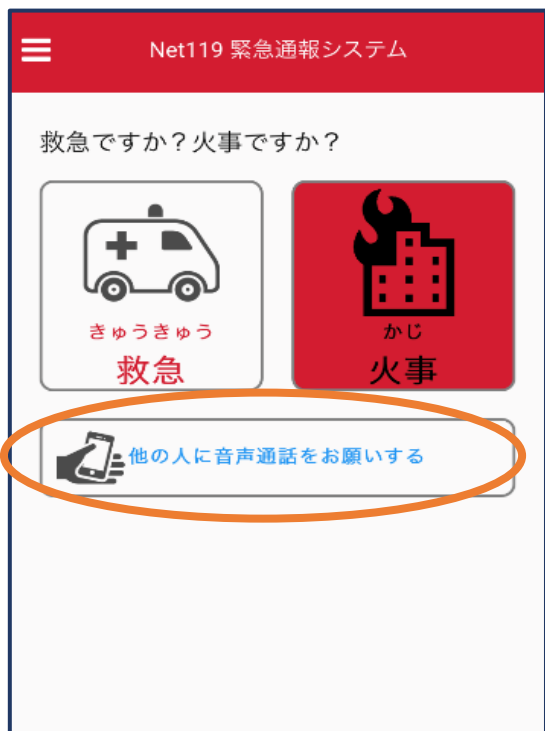 Net119 緊急通報システム
救急ですか？火事ですか？
きゅうきゅう
救急
かじ
火事
他の人に音声通話をお願いする